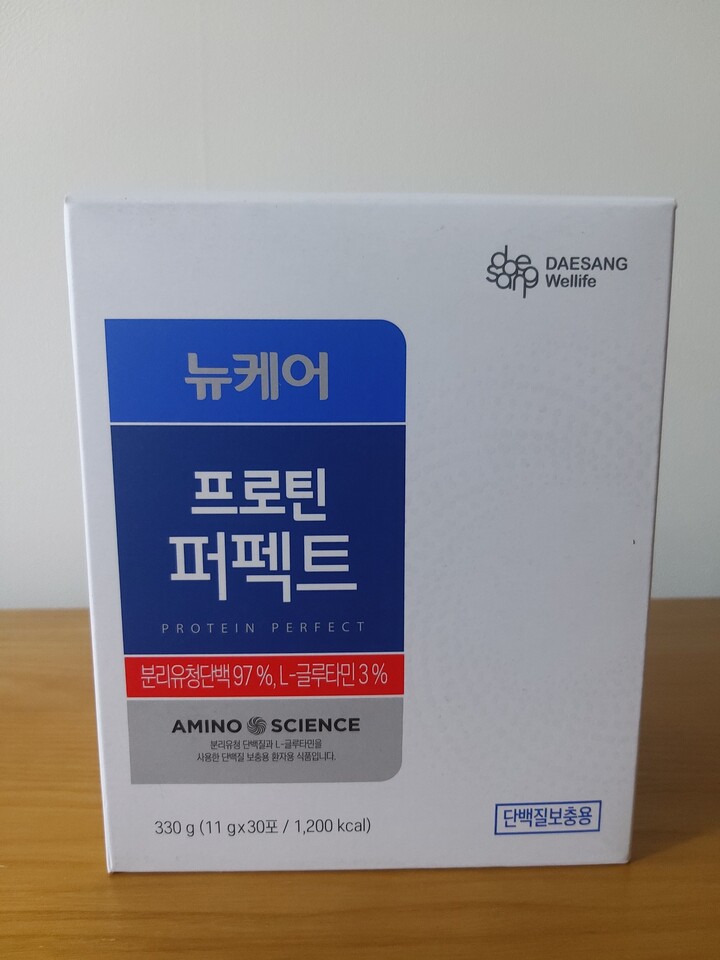 daesang
DAESANG
Wellife
뉴케어
프로틴
퍼펙트
PROTEIN PERFECT
분리유청단백 97 %, L-글루타민 3 %
AMINO SCIENCE
분리유청 단백질과 L-글루타민을
사용한 단백질 보충용 환자용 식품입니다.
330 g (11 g x 30포 / 1,200 kcal)
단백질보충용